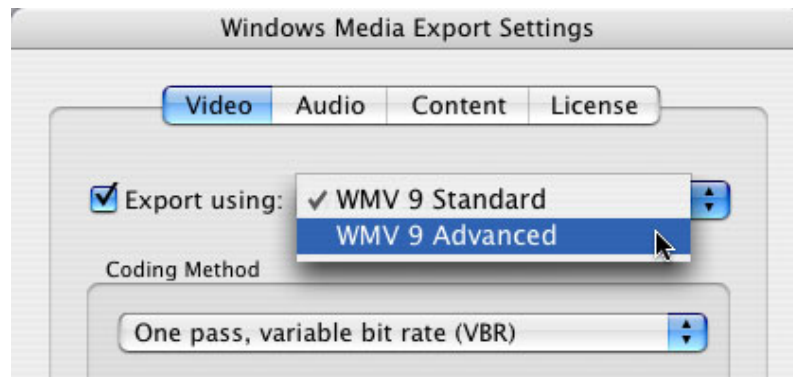 Windows Media Export Settings
Video Audio Content License
Export using: ✓ WMV 9 Standard
WMV 9 Advanced
Coding Method
One pass, variable bit rate (VBR)